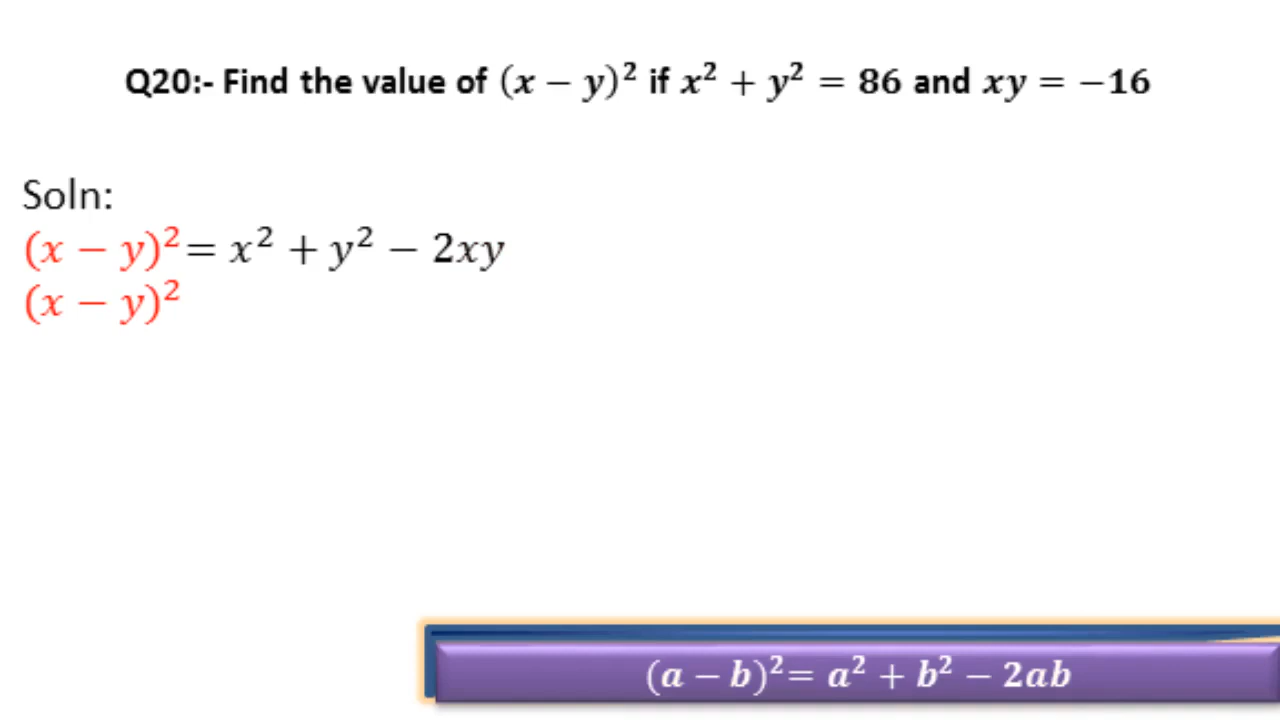 Q20:- Find the value of (x − y)² if x² + y² = 86 and xy = −16
Soln:
(x − y)²= x² + y² − 2xy
(x − y)²
(a − b)²= a² + b² − 2ab